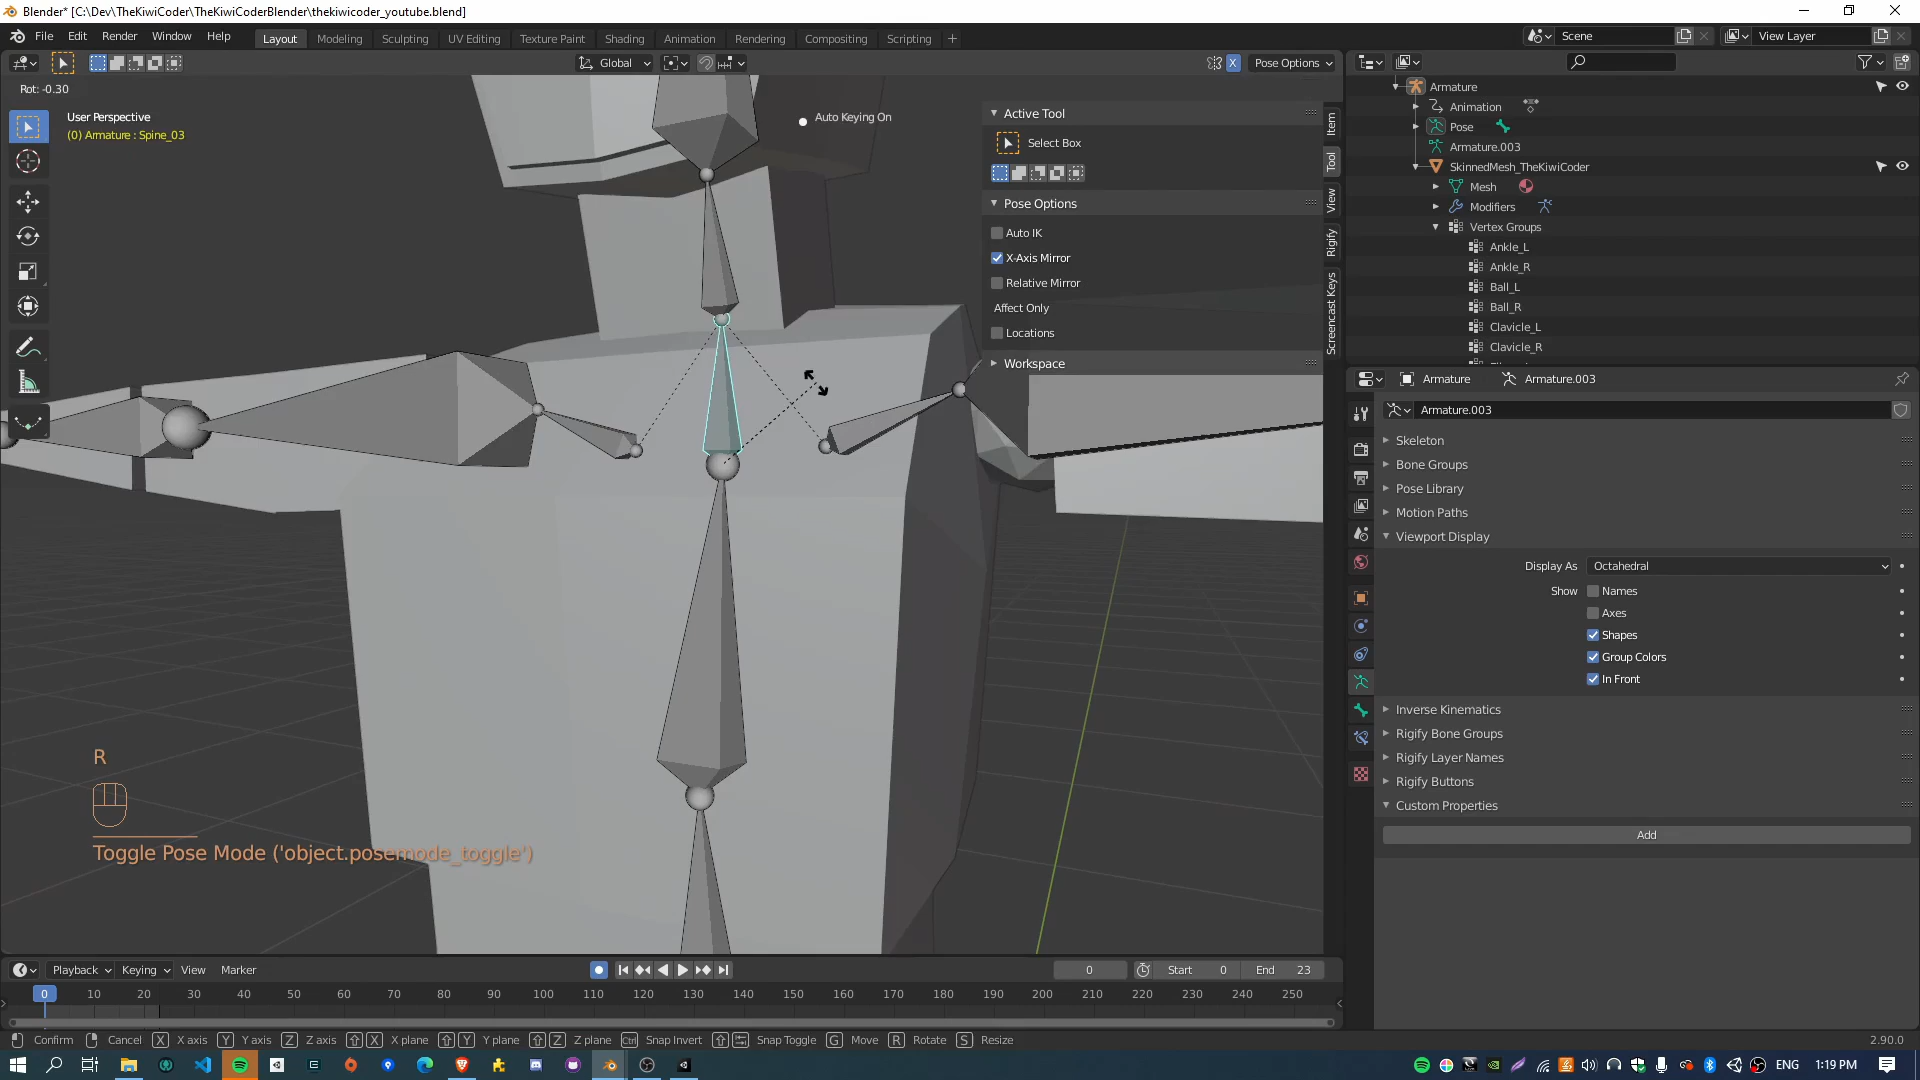 Blender* [C:\Dev\TheKiwiCoder\TheKiwiCoderBlender\thekiwicoder_youtube.blend]
File Edit Render Window Help Layout Modeling Sculpting UV Editing Texture Paint Shading Animation Rendering Compositing Scripting + Scene View Layer
Global X Pose Options
Rot: -0.30
User Perspective
(0) Armature : Spine_03
Auto Keying On
Active Tool
Select Box
Pose Options
Auto IK
X-Axis Mirror
Relative Mirror
Affect Only
Locations
Workspace
Item
Tool
View
Rigify
Screencast Keys
Armature
Animation
Pose
Armature.003
SkinnedMesh_TheKiwiCoder
Mesh
Modifiers
Vertex Groups
Ankle_L
Ankle_R
Ball_L
Ball_R
Clavicle_L
Clavicle_R
Armature Armature.003
Armature.003
Skeleton
Bone Groups
Pose Library
Motion Paths
Viewport Display
Display As Octahedral
Show Names
Axes
Shapes
Group Colors
In Front
Inverse Kinematics
Rigify Bone Groups
Rigify Layer Names
Rigify Buttons
Custom Properties
Add
R
Toggle Pose Mode ('object.posemode_toggle')
Playback Keying View Marker 0 Start 0 End 23
0 10 20 30 40 50 60 70 80 90 100 110 120 130 140 150 160 170 180 190 200 210 220 230 240 250
Confirm Cancel X X axis Y Y axis Z Z axis X X plane Y Y plane Z Z plane Ctrl Snap Invert Snap Toggle G Move R Rotate S Resize 2.90.0
ENG 1:19 PM